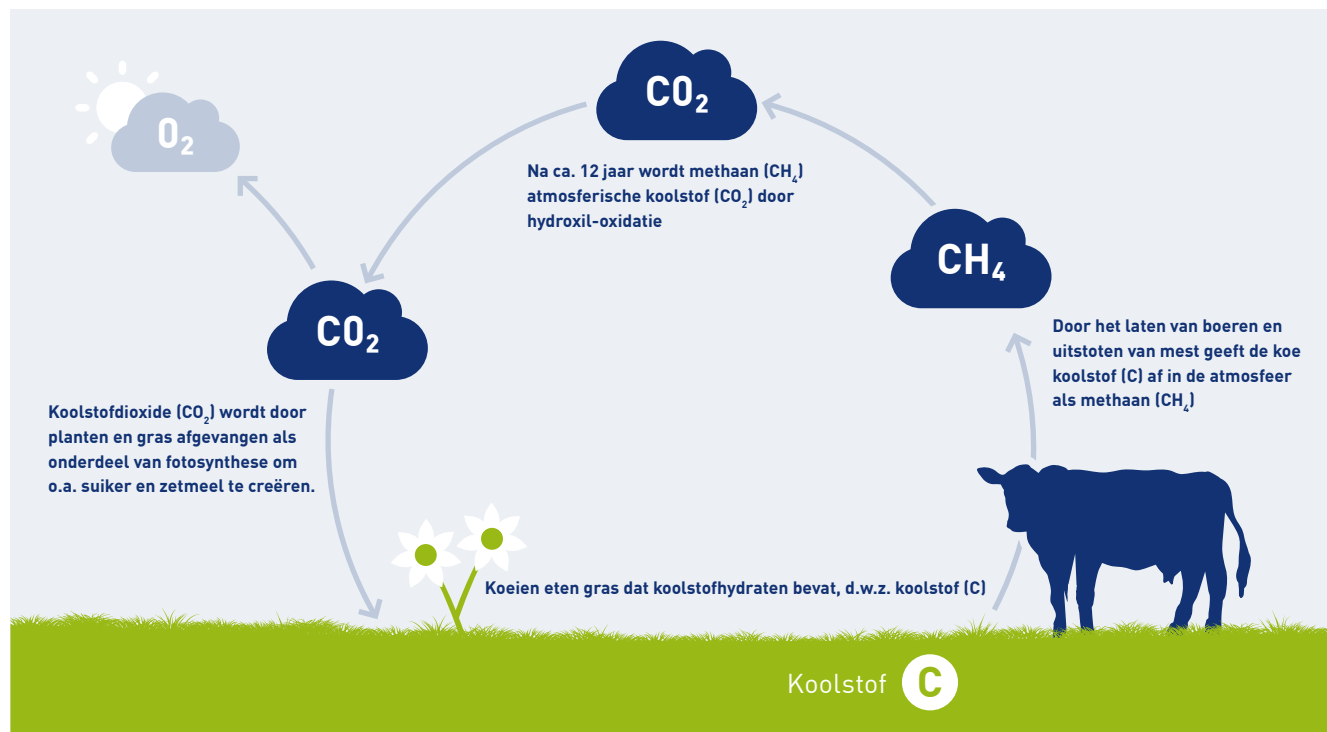 CO₂
O₂
Na ca. 12 jaar wordt methaan (CH₄)
atmosferische koolstof (CO₂) door
hydroxil-oxidatie
CH₄
CO₂
Door het laten van boeren en
uitstoten van mest geeft de koe
koolstof (C) af in de atmosfeer
als methaan (CH₄)
Koolstofdioxide (CO₂) wordt door
planten en gras afgevangen als
onderdeel van fotosynthese om
o.a. suiker en zetmeel te creëren.
Koeien eten gras dat koolstofhydraten bevat, d.w.z. koolstof (C)
Koolstof C